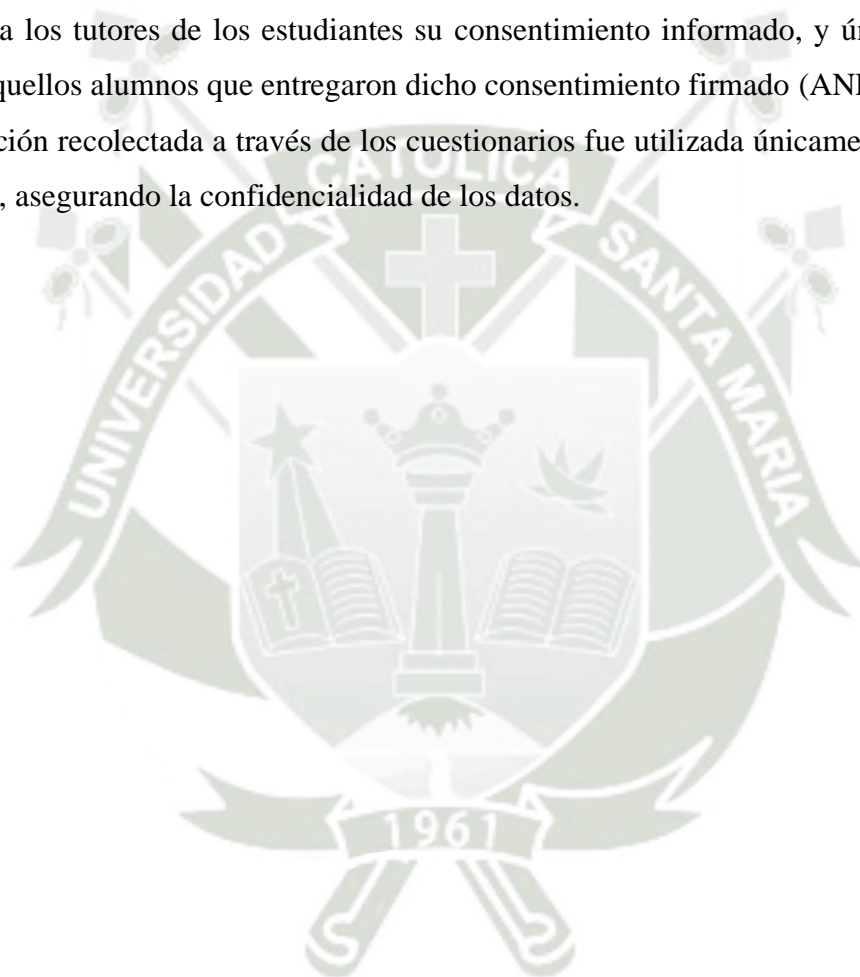 a los tutores de los estudiantes su consentimiento informado, y ún
quellos alumnos que entregaron dicho consentimiento firmado (AN
ción recolectada a través de los cuestionarios fue utilizada únicame
, asegurando la confidencialidad de los datos.
CATOLICA
UNIVERSIDAD
SANTA MARIA
1961